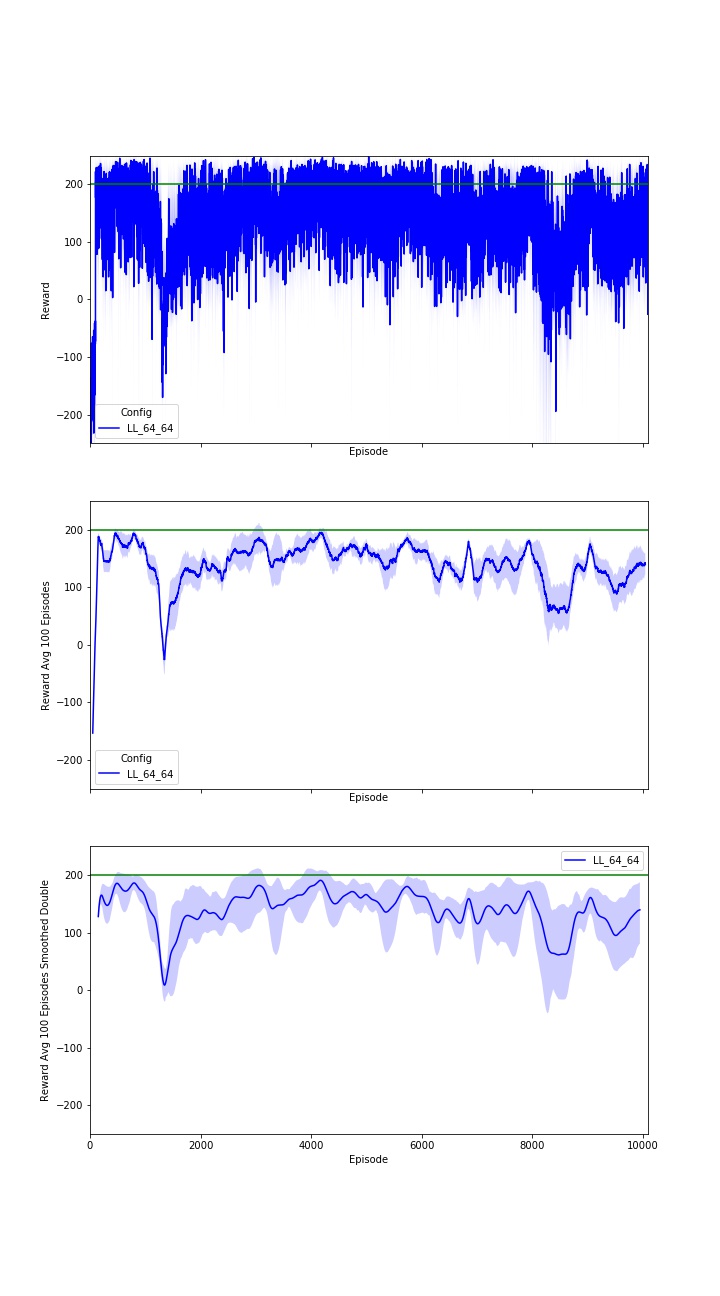 200
100
0
−100
−200
Reward
Config
LL_64_64
Episode
200
100
0
−100
−200
Reward Avg 100 Episodes
Config
LL_64_64
Episode
LL_64_64
200
100
0
−100
−200
Reward Avg 100 Episodes Smoothed Double
0 2000 4000 6000 8000 10000
Episode